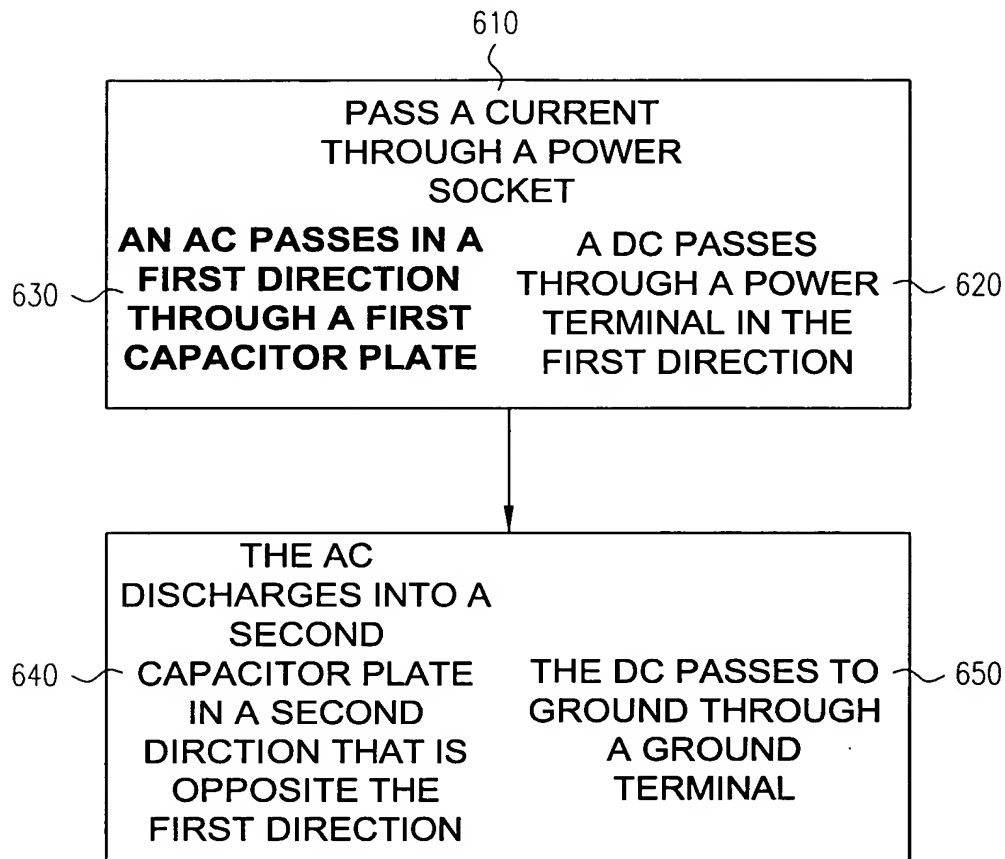 610
PASS A CURRENT
THROUGH A POWER
SOCKET
AN AC PASSES IN A
FIRST DIRECTION
THROUGH A FIRST
CAPACITOR PLATE
630
A DC PASSES
THROUGH A POWER
TERMINAL IN THE
FIRST DIRECTION
620
THE AC
DISCHARGES INTO A
SECOND
CAPACITOR PLATE
IN A SECOND
DIRCTION THAT IS
OPPOSITE THE
FIRST DIRECTION
640
THE DC PASSES TO
GROUND THROUGH
A GROUND
TERMINAL
650